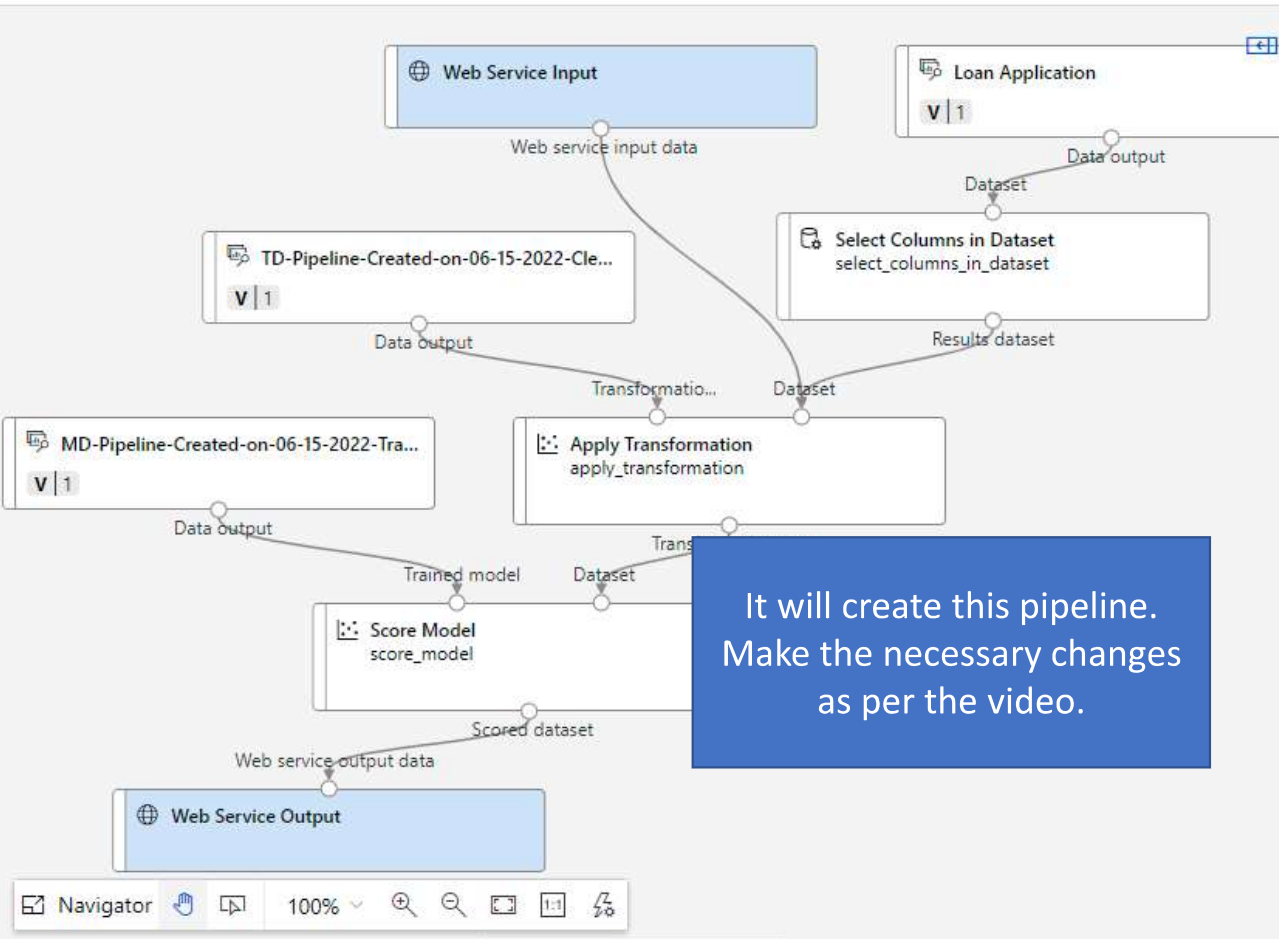 Web Service Input
Web service input data
Loan Application
V 1
Data output
Dataset
Select Columns in Dataset
select_columns_in_dataset
Results dataset
TD-Pipeline-Created-on-06-15-2022-Cle...
V 1
Data output
Transformatio...
Dataset
MD-Pipeline-Created-on-06-15-2022-Tra...
V 1
Data output
Apply Transformation
apply_transformation
Trans
Trained model
Dataset
Score Model
score_model
Scored dataset
It will create this pipeline.
Make the necessary changes
as per the video.
Web service output data
Web Service Output
Navigator
100%
1:1